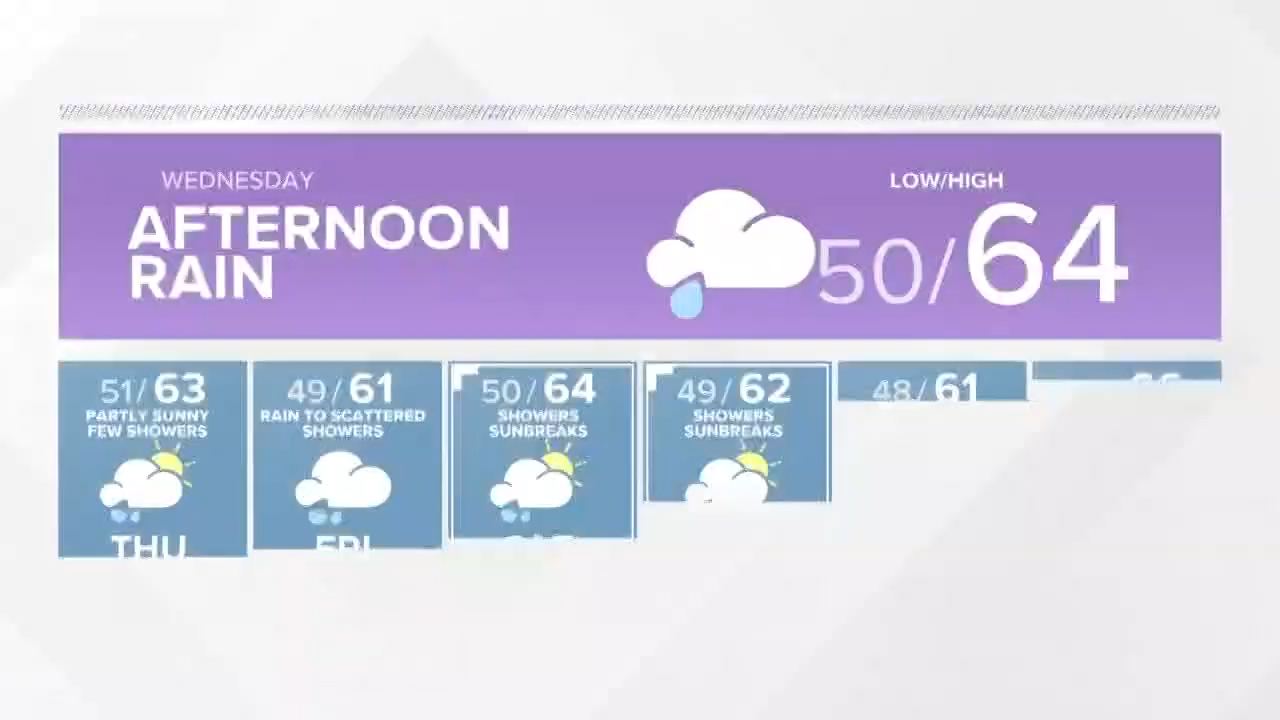 WEDNESDAY
AFTERNOON
RAIN
LOW/HIGH
50/64
51/63
PARTLY SUNNY
FEW SHOWERS
THU
49/61
RAIN TO SCATTERED
SHOWERS
FRI
50/64
SHOWERS
SUNBREAKS
49/62
SHOWERS
SUNBREAKS
48/61